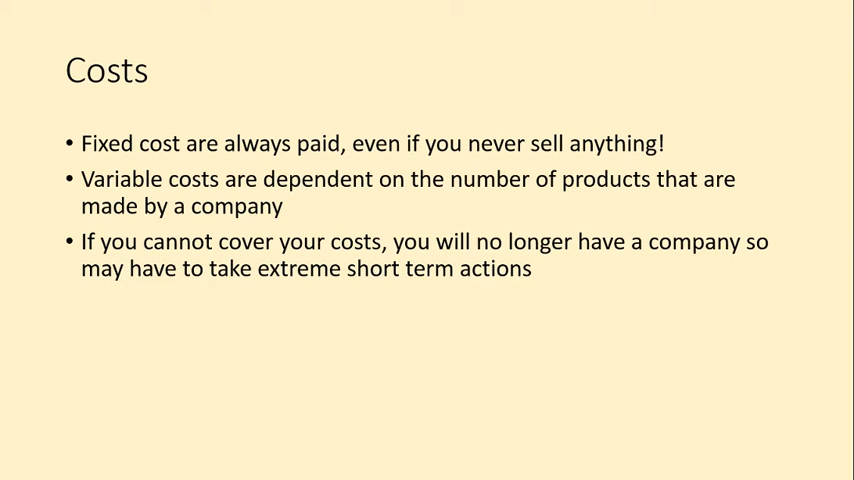 Costs
• Fixed cost are always paid, even if you never sell anything!
• Variable costs are dependent on the number of products that are
made by a company
• If you cannot cover your costs, you will no longer have a company so
may have to take extreme short term actions